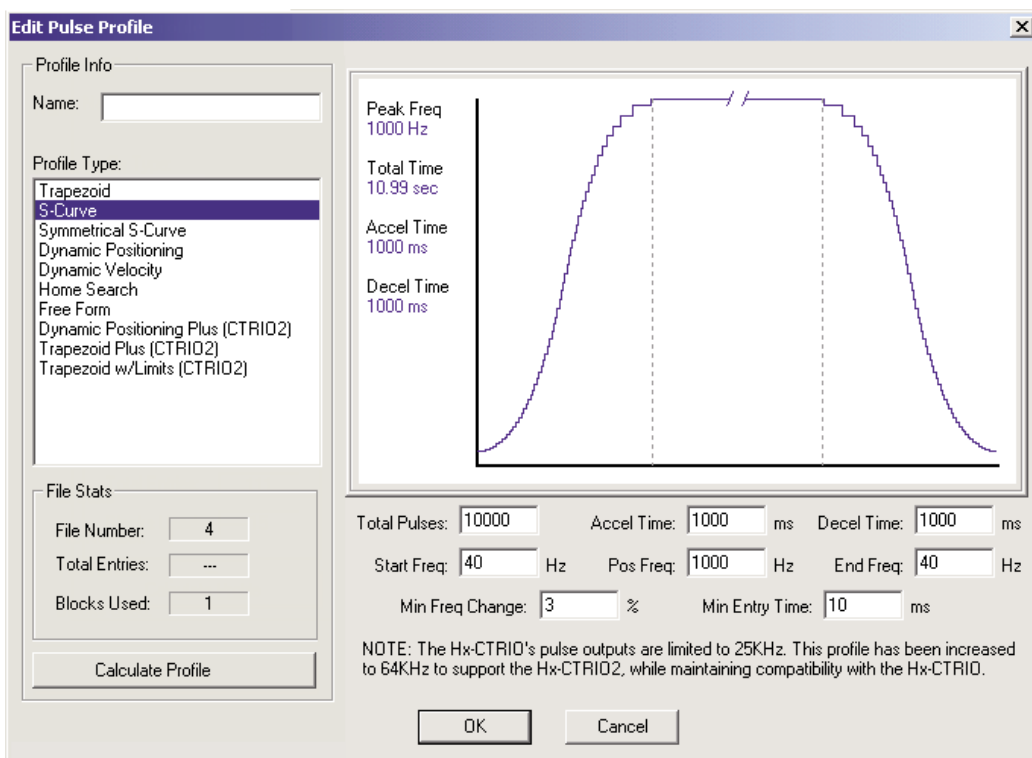 Edit Pulse Profile
Profile Info
Name:
Profile Type:
Trapezoid
S-Curve
Symmetrical S-Curve
Dynamic Positioning
Dynamic Velocity
Home Search
Free Form
Dynamic Positioning Plus (CTRIO2)
Trapezoid Plus (CTRIO2)
Trapezoid w/Limits (CTRIO2)
File Stats
File Number: 4
Total Entries: ---
Blocks Used: 1
Calculate Profile
Peak Freq
1000 Hz
Total Time
10.99 sec
Accel Time
1000 ms
Decel Time
1000 ms
Total Pulses: 10000 Accel Time: 1000 ms Decel Time: 1000 ms
Start Freq: 40 Hz Pos Freq: 1000 Hz End Freq: 40 Hz
Min Freq Change: 3 % Min Entry Time: 10 ms
NOTE: The Hx-CTRIO's pulse outputs are limited to 25KHz. This profile has been increased
to 64KHz to support the Hx-CTRIO2, while maintaining compatibility with the Hx-CTRIO.
OK Cancel